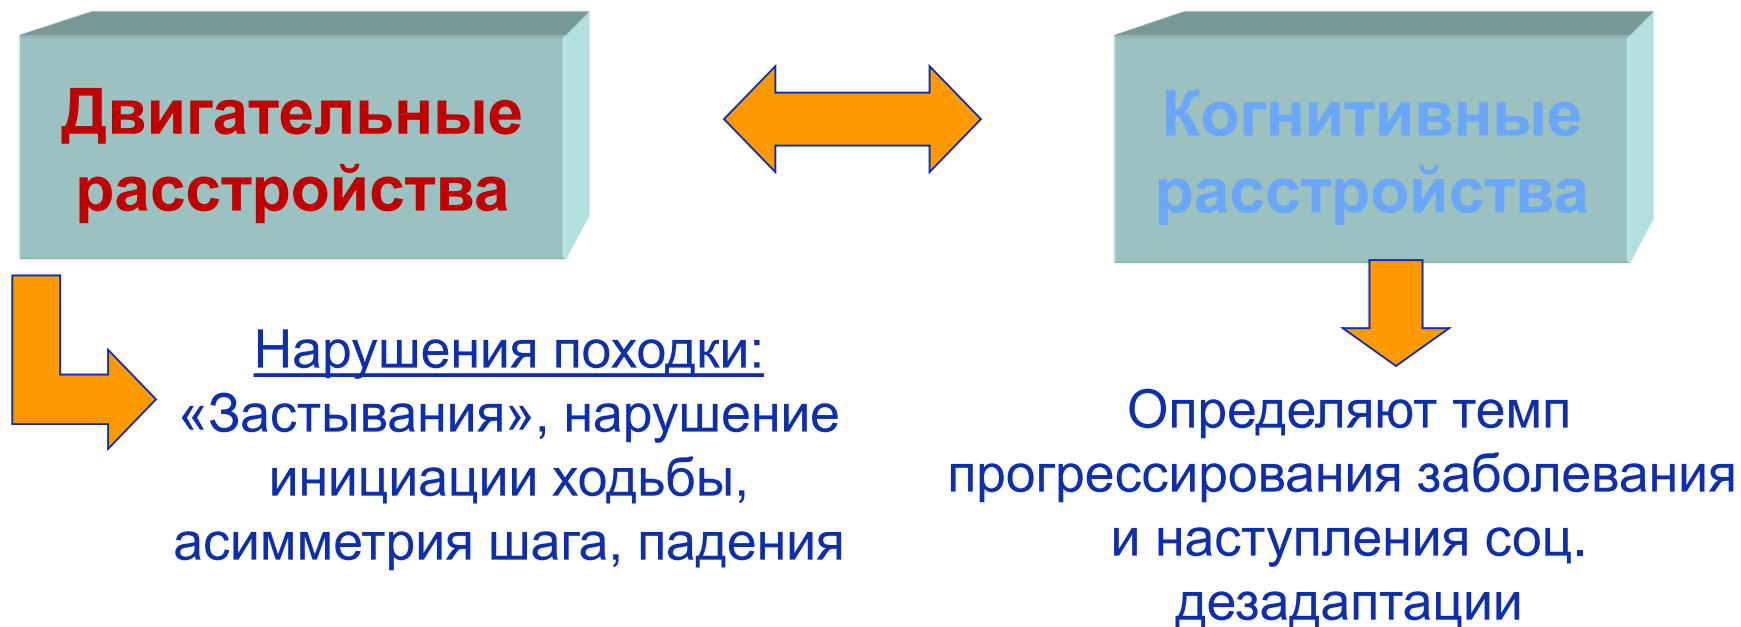 Двигательные
расстройства
Когнитивные
расстройства
Нарушения походки:
«Застывания», нарушение
инициации ходьбы,
асимметрия шага, падения
Определяют темп
прогрессирования заболевания
и наступления соц.
дезадаптации